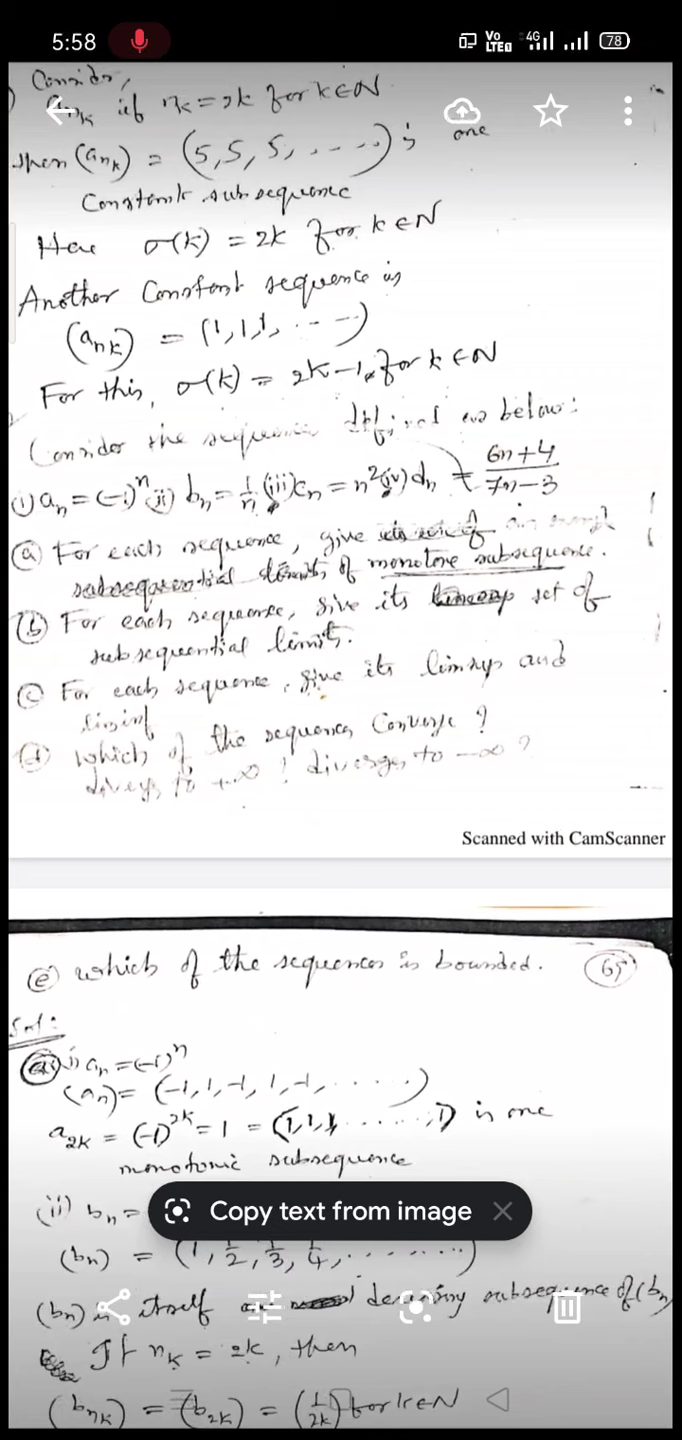 5:58
Vo LTE 4G 78
Consider,
if nk = 2k for k∈N
then (ank) = (5, 5, 5, ....) is one
Constant subsequence
Here σ(k) = 2k for k∈N
Another Constant sequence is
(ank) = (1, 1, 1, .....)
For this, σ(k) = 2k-1, for k∈N
Consider the sequence defined as below:
(i) an = (-1)^n (ii) bn = 1/n (iii) cn = n² (iv) dn = (6n+4)/(7n-3)
(a) For each sequence, give
of monotone subsequence.
(b) For each sequence, give its set of
subsequential limit.
(c) For each sequence, give its limsup and
liminf
(d) which of the sequences Converge?
diverges to +∞? diverges to -∞?
Scanned with CamScanner
(e) which of the sequences is bounded.
65
Sol:
(a) (i) an = (-1)^n
(an) = (-1, 1, -1, 1, -1, .....)
a2k = (-1)^2k = 1 = (1, 1, 1, ......, 1) is one
monotonic subsequence
(ii) bn =
Copy text from image
(bn) = (1, 1/2, 1/3, 1/4, .......)
(bn) is itself subsequence of (bn)
If nk = 2k, then
(bnk) = (b2k) = (1/2k) for k∈N